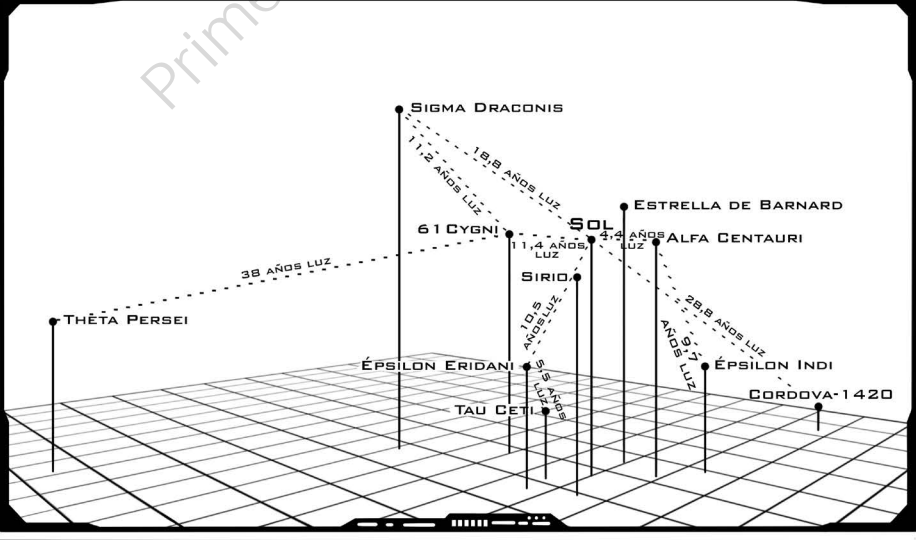 Prim
Sigma Draconis
11,2 años luz
18,8 años luz
Estrella de Barnard
61 Cygni
Sol
4,4 años
luz
Alfa Centauri
11,4 años
luz
38 años luz
Sirio
28,8 años luz
Theta Persei
10,5
años luz
9,7
años luz
Épsilon Eridani
Épsilon Indi
5,5 años
luz
Cordova-1420
Tau Ceti